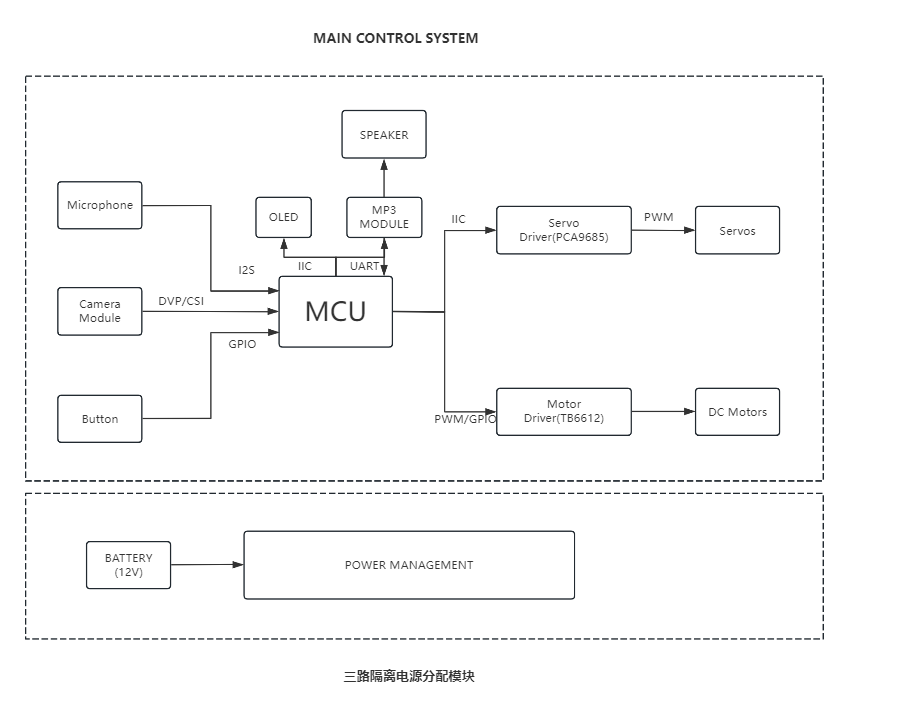 MAIN CONTROL SYSTEM
SPEAKER
Microphone
OLED
MP3
MODULE
IIC
Servo
Driver(PCA9685)
PWM
Servos
I2S
IIC
UART
Camera
Module
DVP/CSI
MCU
GPIO
Button
PWM/GPIO
Motor
Driver(TB6612)
DC Motors
BATTERY
(12V)
POWER MANAGEMENT
三路隔离电源分配模块